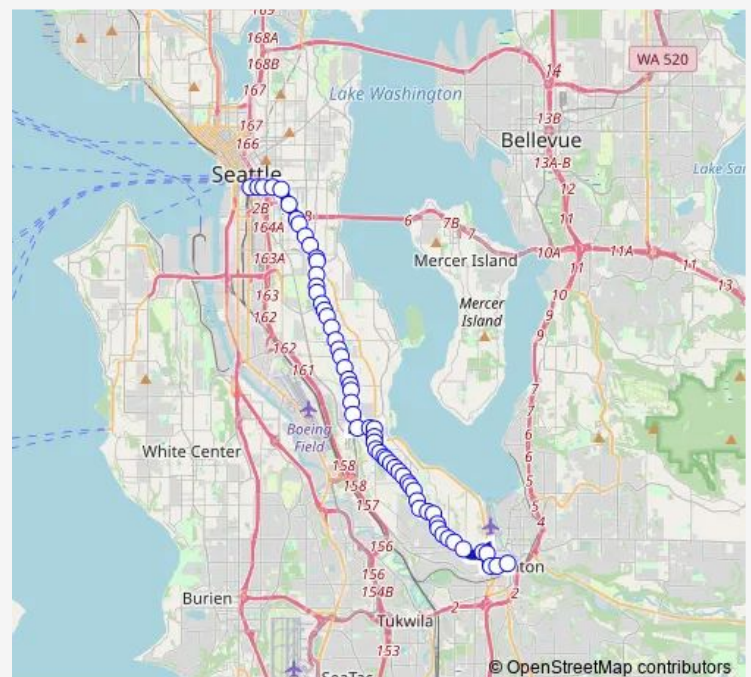 168A
168B
WA 520
14
167
Lake Washington
13B
167
166
Bellevue
13A-B
Seattle
12
2B
11
164A
6
7B
7
10A
11A
11
163A
Mercer Island
11
13
163
10
Mercer
Island
162
9
9
162
161
7
7
Boeing
Field
6
White Center
6
158
5
158
157
5
4
156
ton
156
Burien
154B
2
2
Tukwila
153
SeaTac
© OpenStreetMap contributors